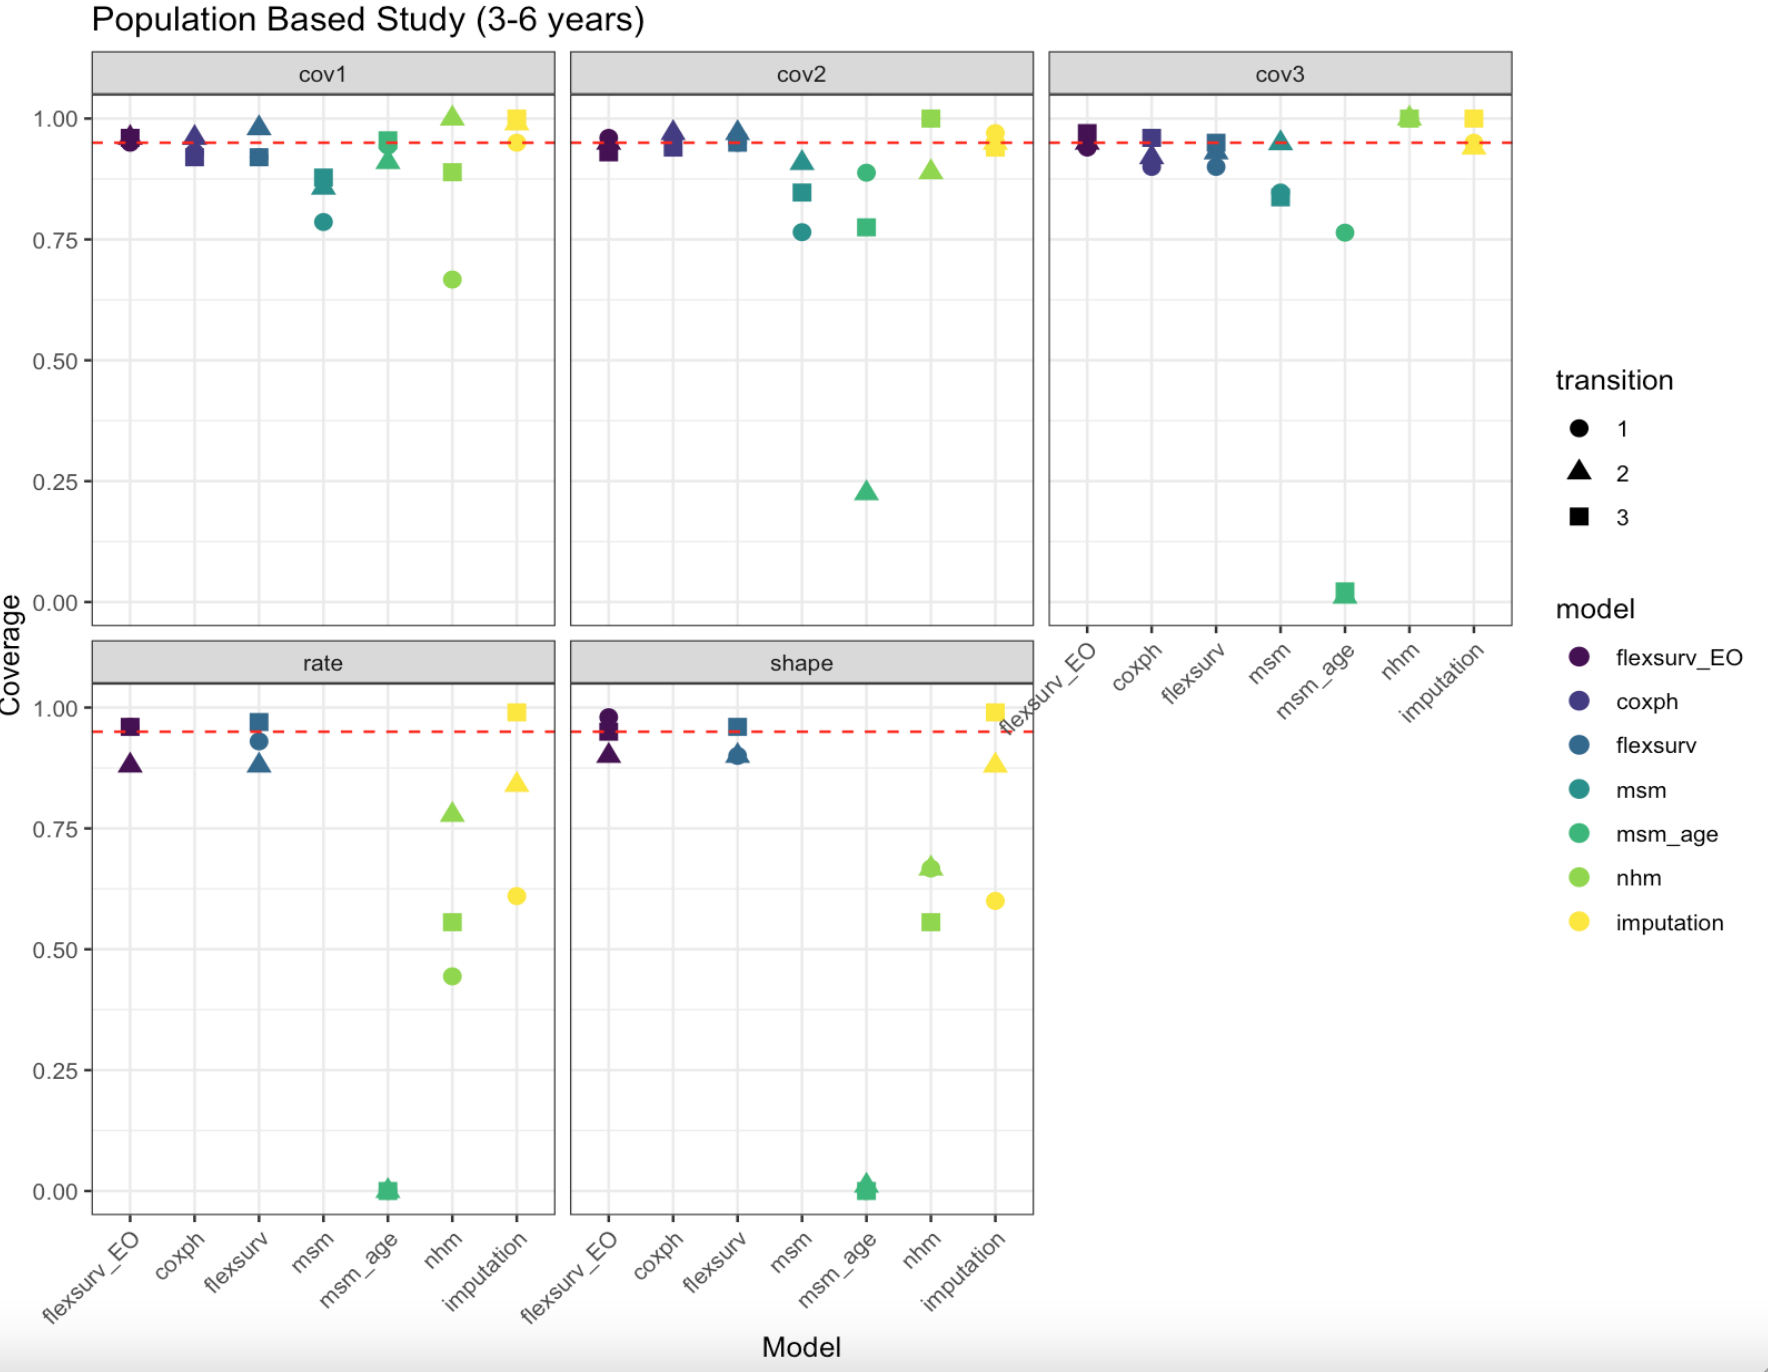 Population Based Study (3-6 years)
cov1
cov2
cov3
1.00
0.75
0.50
0.25
0.00
Coverage
flexsurv_EO
coxph
flexsurv
msm
msm_age
nhm
imputation
rate
shape
1.00
0.75
0.50
0.25
0.00
flexsurv_EO
coxph
flexsurv
msm
msm_age
nhm
imputation
flexsurv_EO
coxph
flexsurv
msm
msm_age
nhm
imputation
Model
transition
1
2
3
model
flexsurv_EO
coxph
flexsurv
msm
msm_age
nhm
imputation